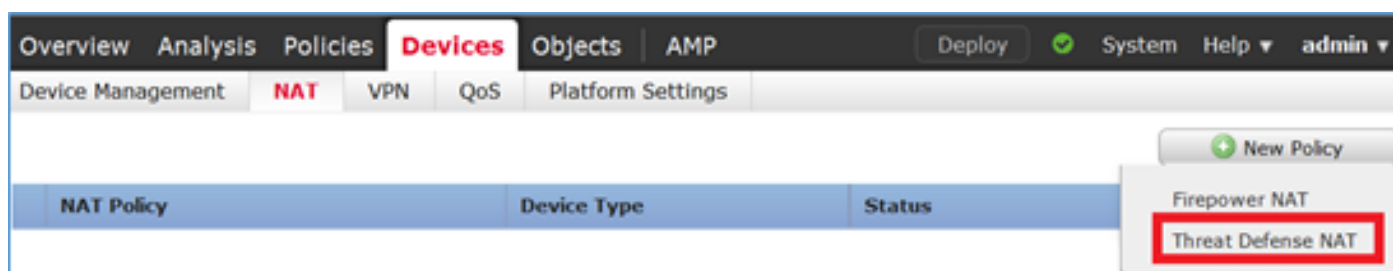 Overview Analysis Policies Devices Objects AMP Deploy System Help admin
Device Management NAT VPN QoS Platform Settings
New Policy
NAT Policy Device Type Status
Firepower NAT
Threat Defense NAT